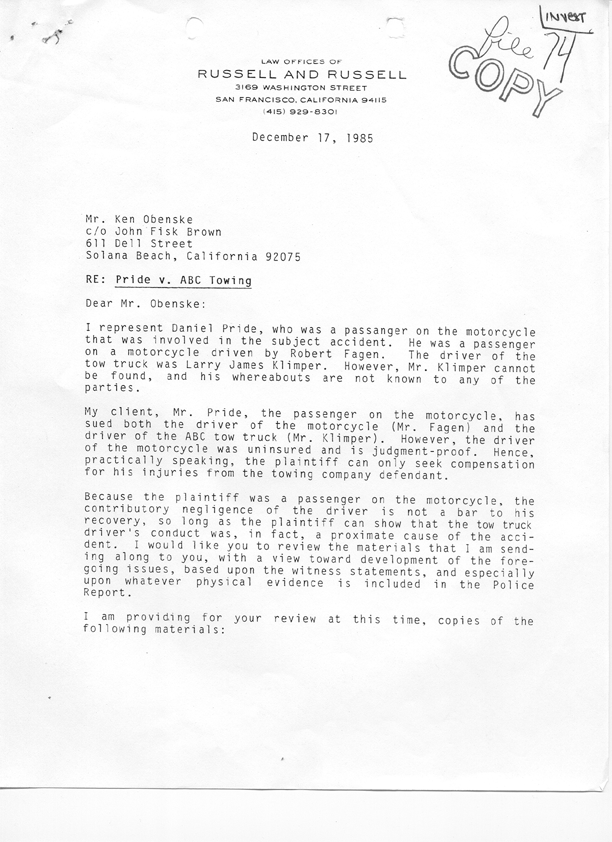 INVEST
file 74
COPY
LAW OFFICES OF
RUSSELL AND RUSSELL
3169 WASHINGTON STREET
SAN FRANCISCO, CALIFORNIA 94115
(415) 929-8301
December 17, 1985
Mr. Ken Obenske
c/o John Fisk Brown
611 Dell Street
Solana Beach, California 92075
RE: Pride v. ABC Towing
Dear Mr. Obenske:
I represent Daniel Pride, who was a passanger on the motorcycle
that was involved in the subject accident. He was a passenger
on a motorcycle driven by Robert Fagen. The driver of the
tow truck was Larry James Klimper. However, Mr. Klimper cannot
be found, and his whereabouts are not known to any of the
parties.
My client, Mr. Pride, the passenger on the motorcycle, has
sued both the driver of the motorcycle (Mr. Fagen) and the
driver of the ABC tow truck (Mr. Klimper). However, the driver
of the motorcycle was uninsured and is judgment-proof. Hence,
practically speaking, the plaintiff can only seek compensation
for his injuries from the towing company defendant.
Because the plaintiff was a passenger on the motorcycle, the
contributory negligence of the driver is not a bar to his
recovery, so long as the plaintiff can show that the tow truck
driver's conduct was, in fact, a proximate cause of the acci-
dent. I would like you to review the materials that I am send-
ing along to you, with a view toward development of the fore-
going issues, based upon the witness statements, and especially
upon whatever physical evidence is included in the Police
Report.
I am providing for your review at this time, copies of the
following materials: